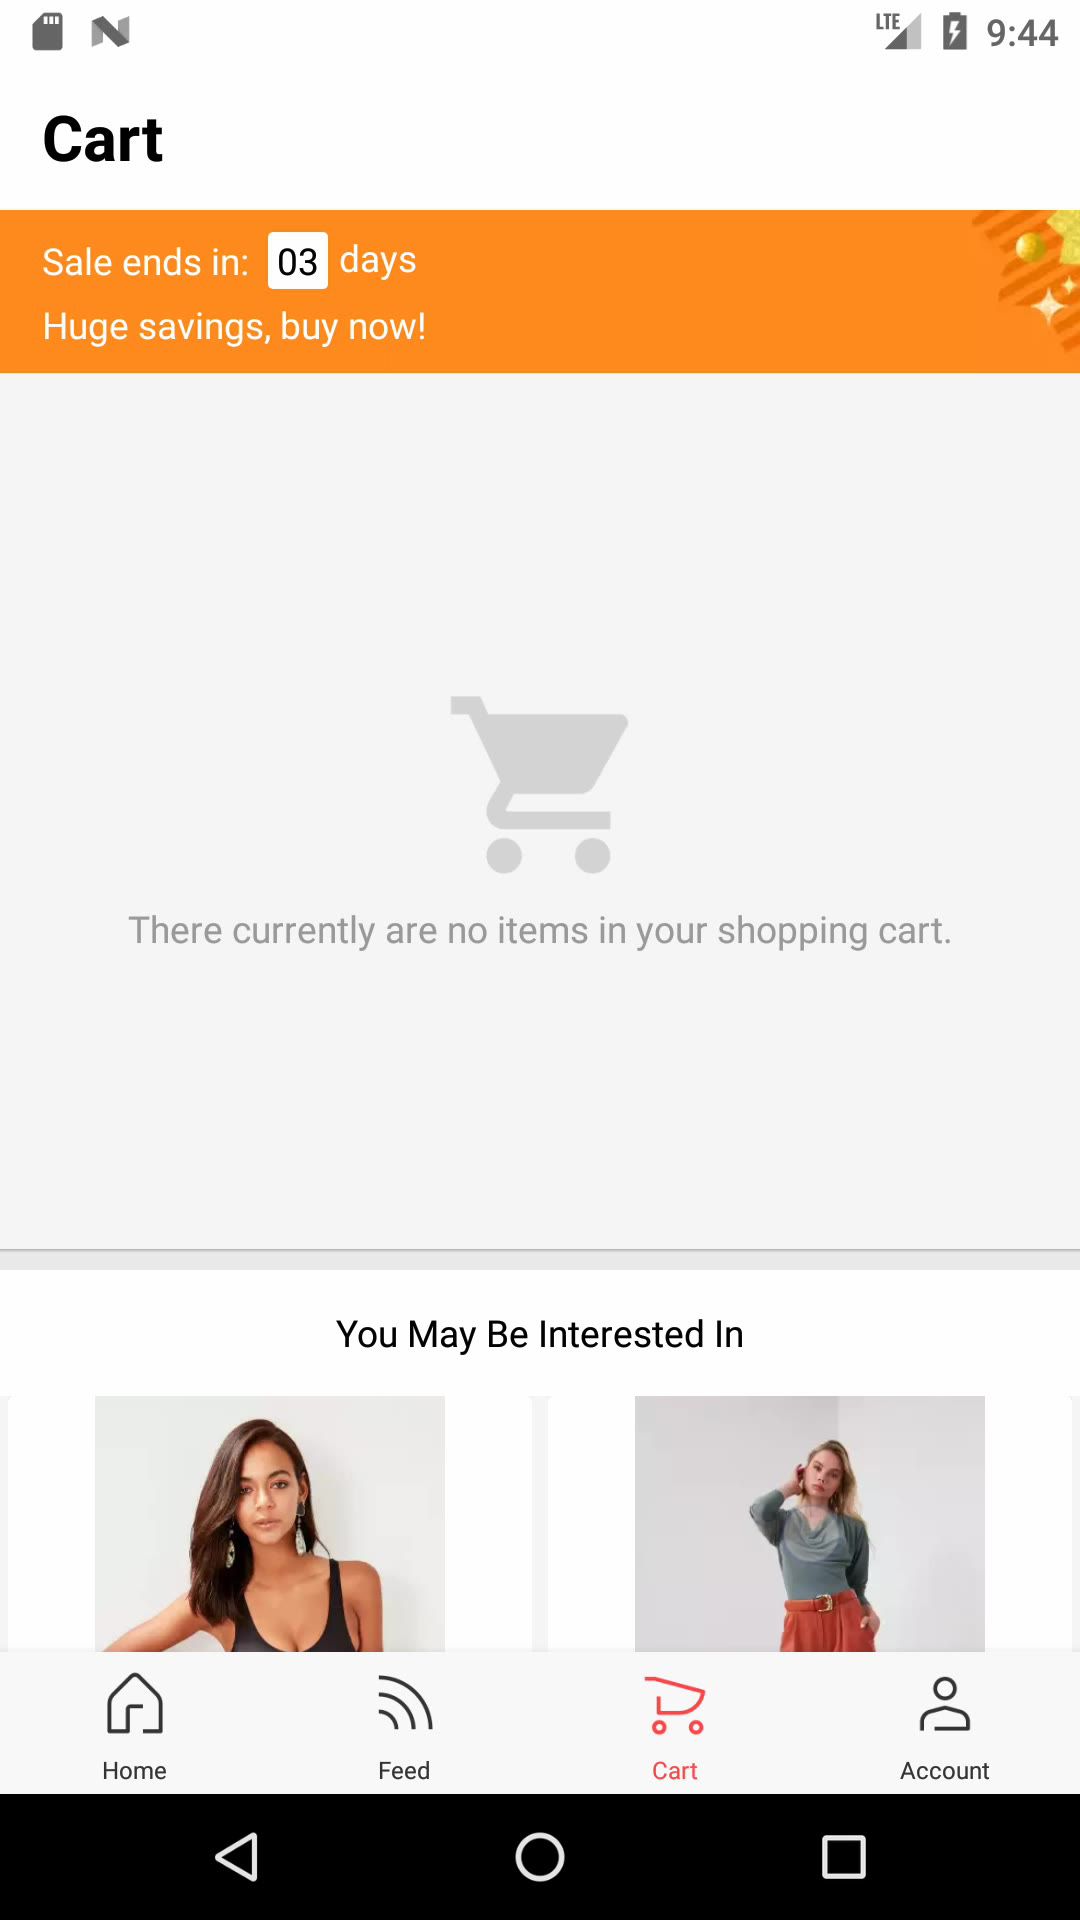 LTE 9:44
Cart
Sale ends in: 03 days
Huge savings, buy now!
There currently are no items in your shopping cart.
You May Be Interested In
Home Feed Cart Account